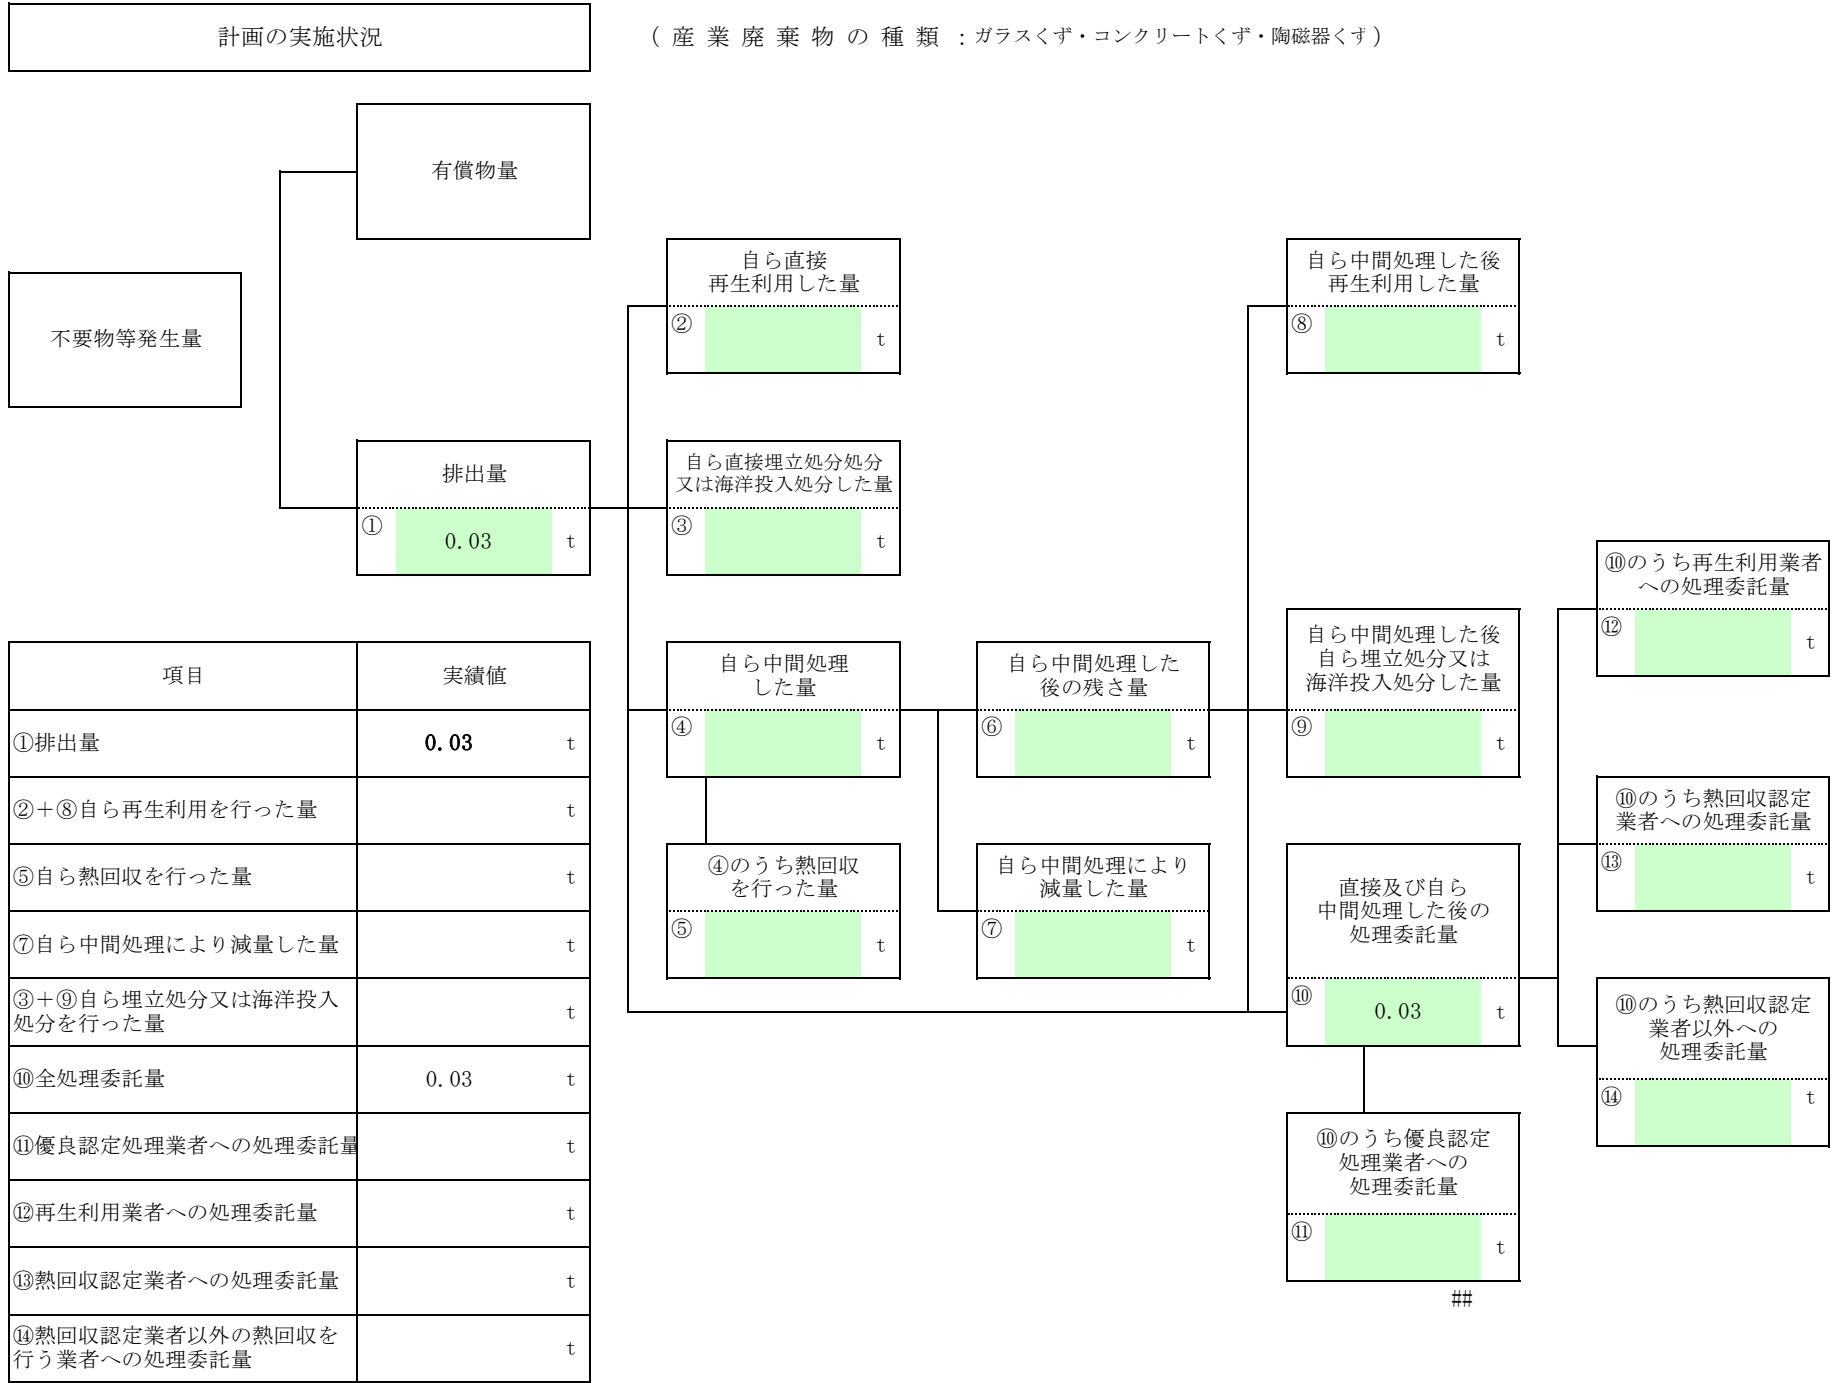 計画の実施状況
（産業廃棄物の種類：ガラスくず・コンクリートくず・陶磁器くず）
有償物量
不要物等発生量
排出量
① 0.03 t
自ら直接
再生利用した量
② t
自ら直接埋立処分処分
又は海洋投入処分した量
③ t
自ら中間処理
した量
④ t
④のうち熱回収
を行った量
⑤ t
自ら中間処理した
後の残さ量
⑥ t
自ら中間処理により
減量した量
⑦ t
自ら中間処理した後
再生利用した量
⑧ t
自ら中間処理した後
自ら埋立処分又は
海洋投入処分した量
⑨ t
直接及び自ら
中間処理した後の
処理委託量
⑩ 0.03 t
⑩のうち優良認定
処理業者への
処理委託量
⑪ t
##
⑩のうち再生利用業者
への処理委託量
⑫ t
⑩のうち熱回収認定
業者への処理委託量
⑬ t
⑩のうち熱回収認定
業者以外への
処理委託量
⑭ t
項目 実績値
①排出量 0.03 t
②＋⑧自ら再生利用を行った量 t
⑤自ら熱回収を行った量 t
⑦自ら中間処理により減量した量 t
③＋⑨自ら埋立処分又は海洋投入
処分を行った量 t
⑩全処理委託量 0.03 t
⑪優良認定処理業者への処理委託量 t
⑫再生利用業者への処理委託量 t
⑬熱回収認定業者への処理委託量 t
⑭熱回収認定業者以外の熱回収を
行う業者への処理委託量 t